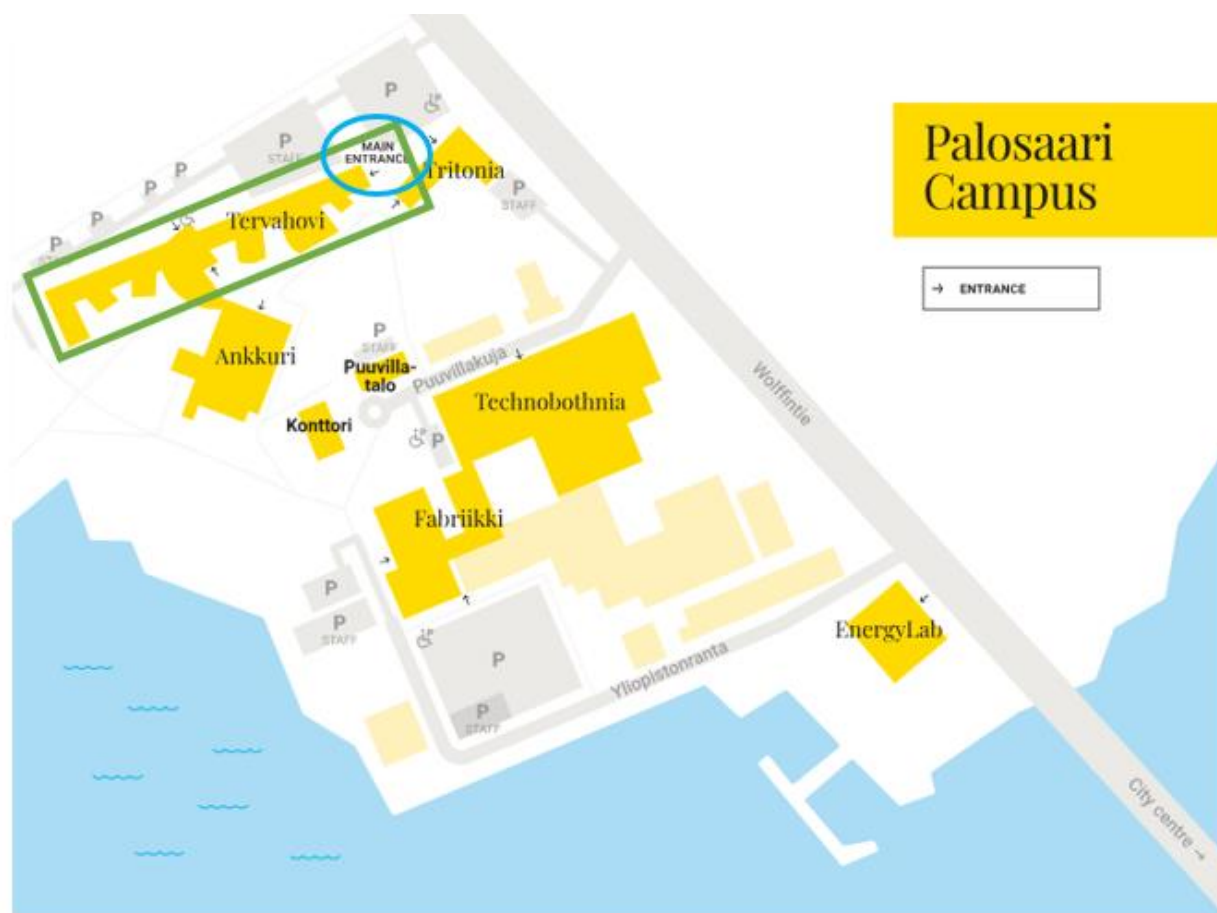 Palosaari
Campus
→ ENTRANCE
P
P
STAFF
MAIN
ENTRANCE
Tritonia
P
STAFF
P
P
P
P
STAFF
Tervahovi
Ankkuri
P
STAFF
Puuvilla-
talo
Puuvillakuja
Konttori
P
Technobothnia
Wolffintie
Fabriikki
P
P
STAFF
P
P
STAFF
Yliopistonranta
EnergyLab
City centre →